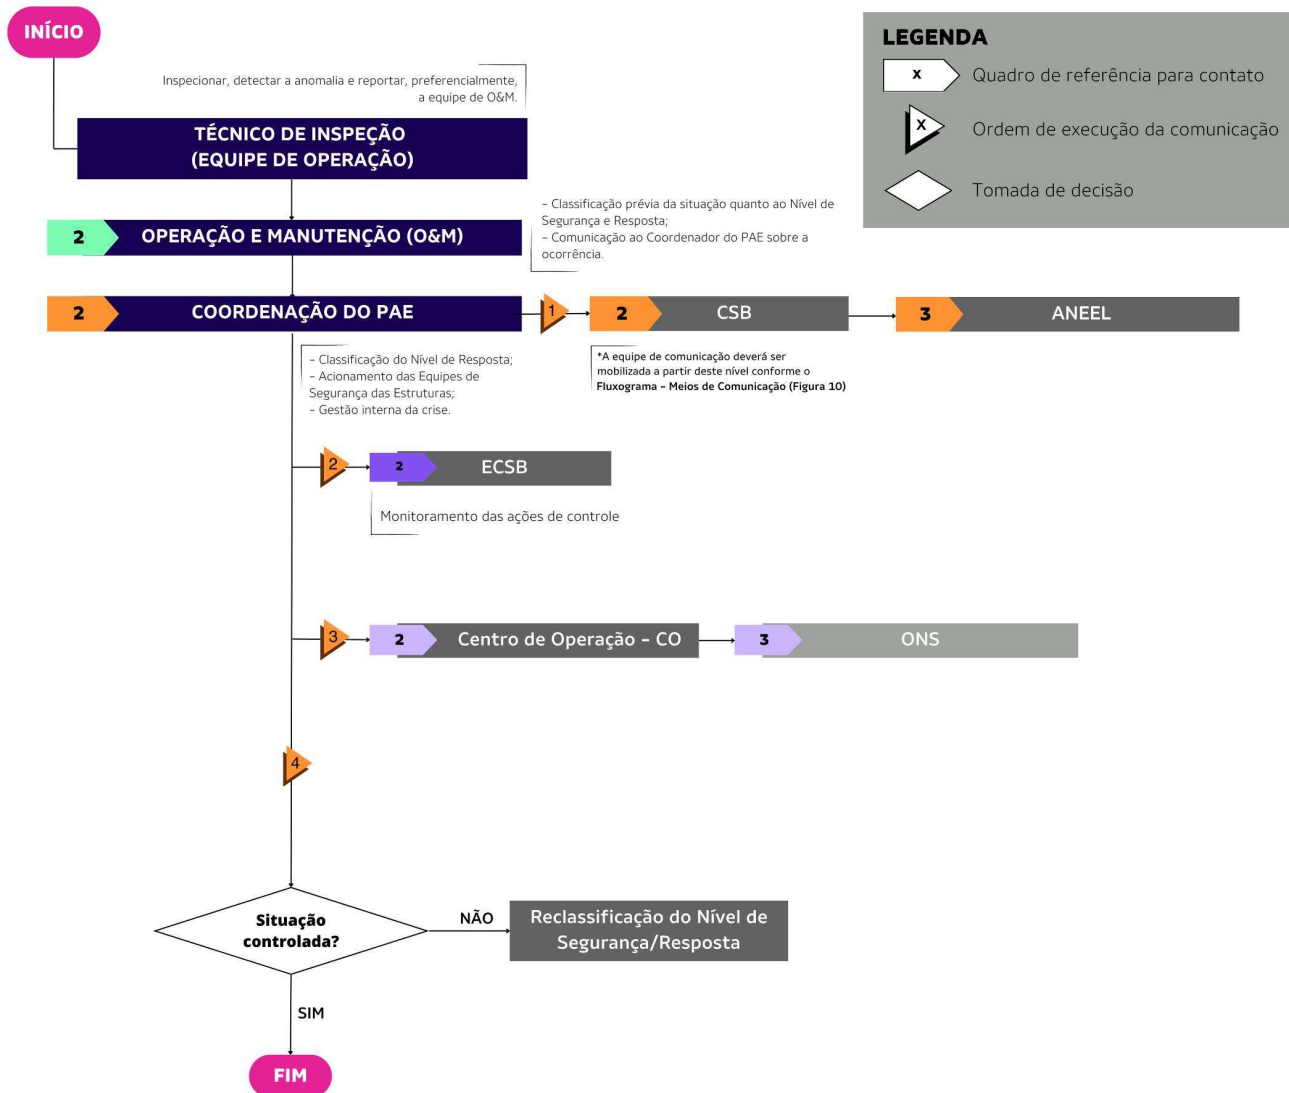 INÍCIO
LEGENDA
x
Quadro de referência para contato
X
Ordem de execução da comunicação
Tomada de decisão
Inspecionar, detectar a anomalia e reportar, preferencialmente,
a equipe de O&M.
TÉCNICO DE INSPEÇÃO
(EQUIPE DE OPERAÇÃO)
2
OPERAÇÃO E MANUTENÇÃO (O&M)
– Classificação prévia da situação quanto ao Nível de
Segurança e Resposta;
– Comunicação ao Coordenador do PAE sobre a
ocorrência.
2
COORDENAÇÃO DO PAE
1
2
CSB
3
ANEEL
– Classificação do Nível de Resposta;
– Acionamento das Equipes de
Segurança das Estruturas;
– Gestão interna da crise.
*A equipe de comunicação deverá ser
mobilizada a partir deste nível conforme o
Fluxograma – Meios de Comunicação (Figura 10)
2
2
ECSB
Monitoramento das ações de controle
3
2
Centro de Operação – CO
3
ONS
4
Situação
controlada?
NÃO
Reclassificação do Nível de
Segurança/Resposta
SIM
FIM